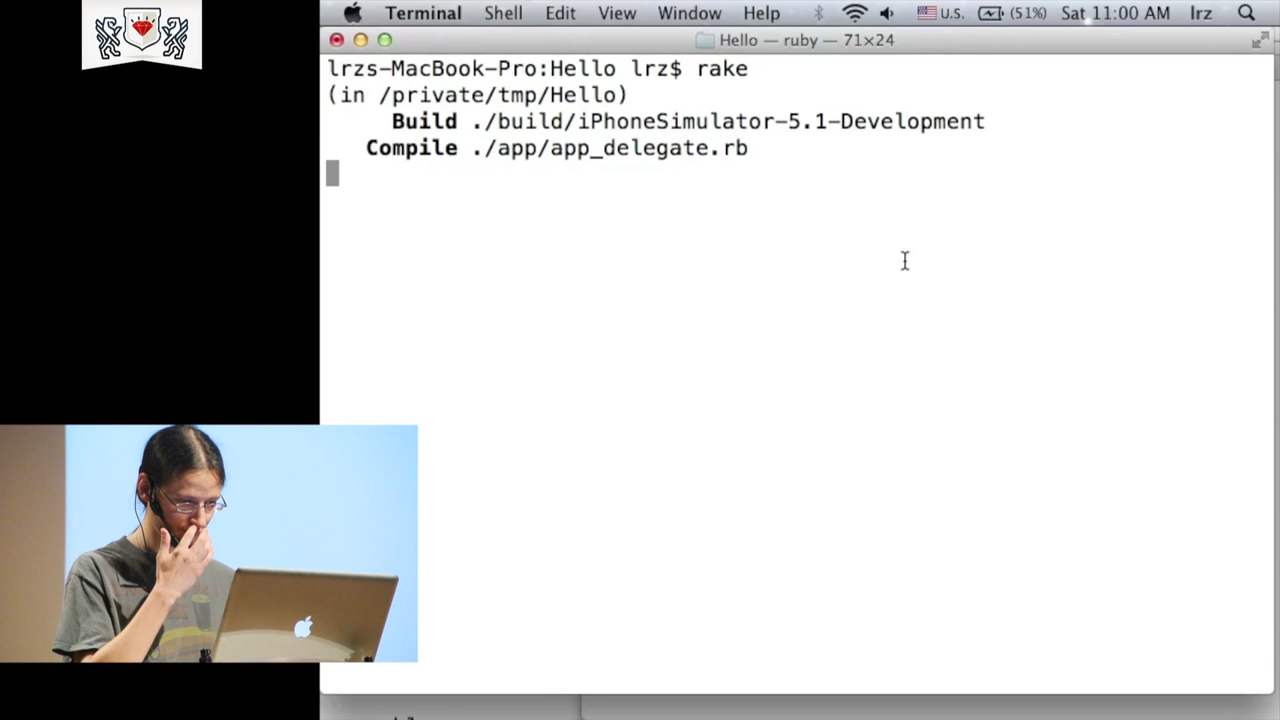 Terminal Shell Edit View Window Help U.S. (51%) Sat 11:00 AM lrz
Hello — ruby — 71×24
lrzs-MacBook-Pro:Hello lrz$ rake
(in /private/tmp/Hello)
Build ./build/iPhoneSimulator-5.1-Development
Compile ./app/app_delegate.rb